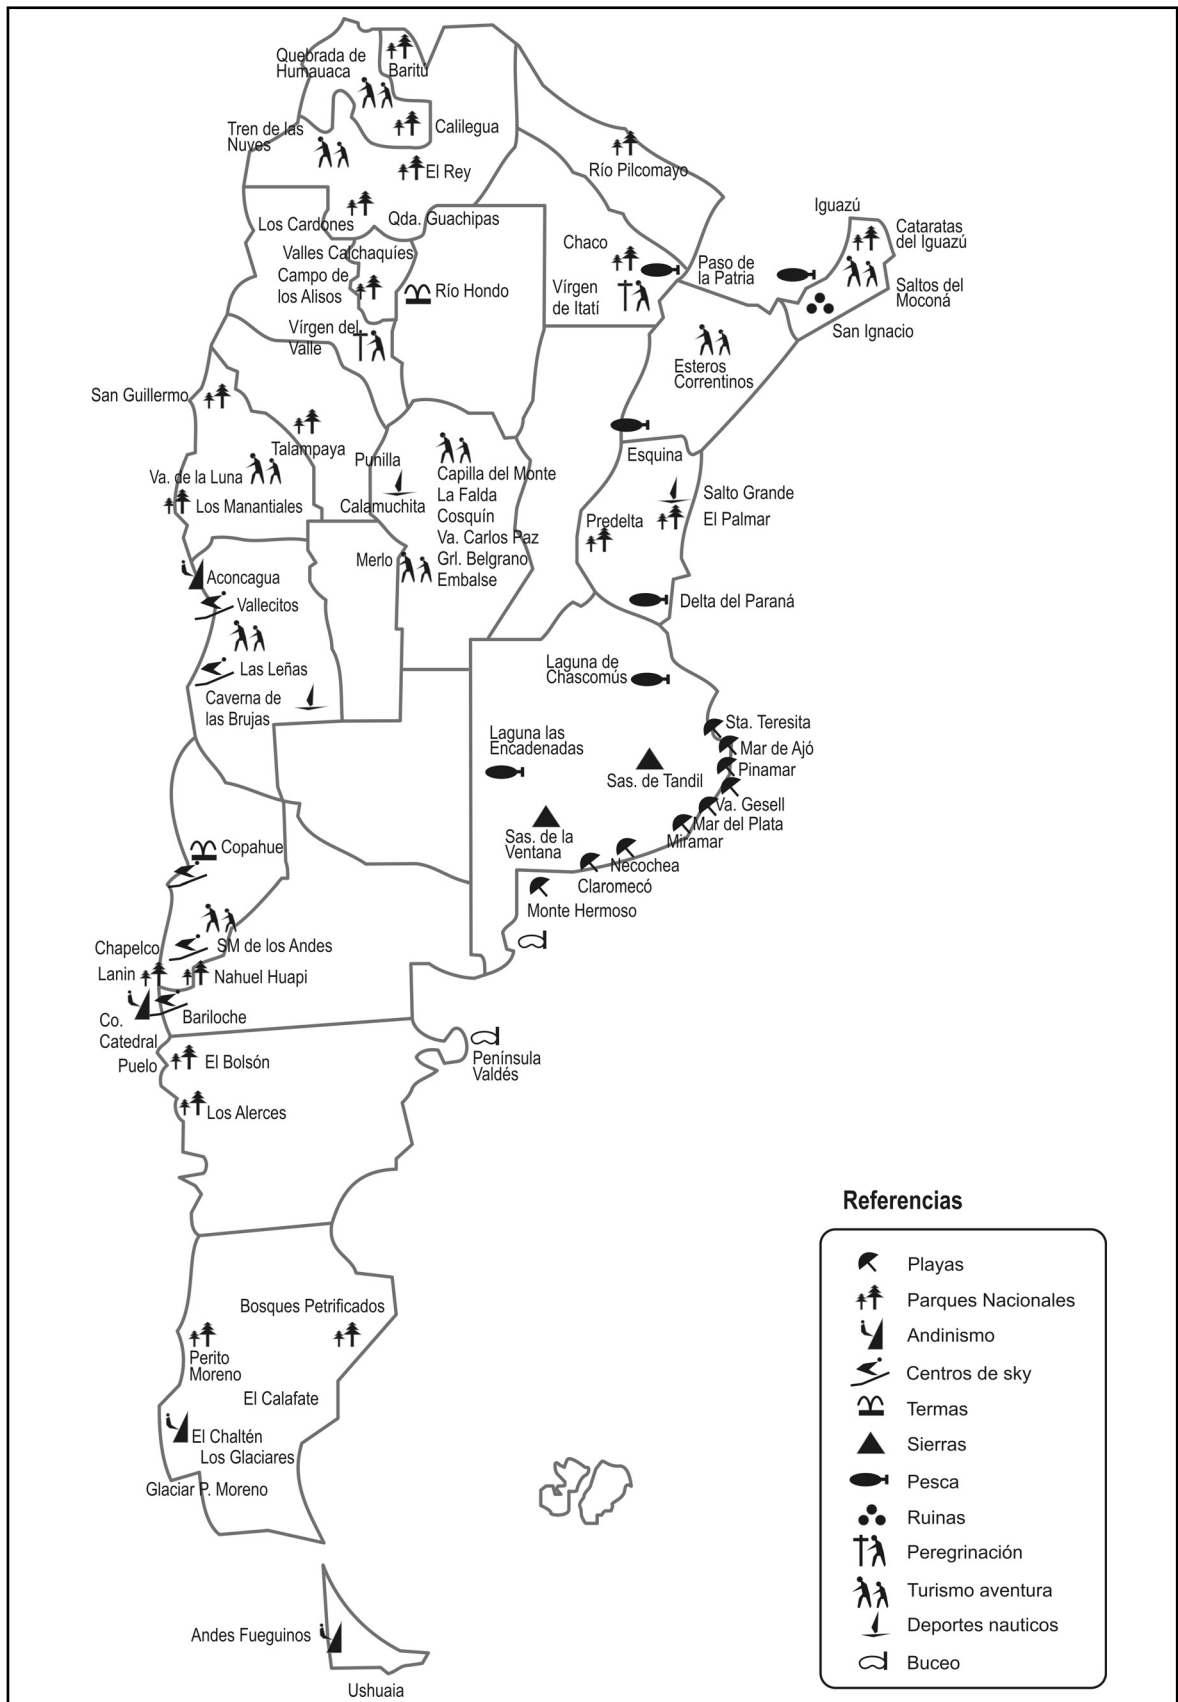 Quebrada de
Humauaca
Baritú
Tren de las
Nuves
Calilegua
El Rey
Río Pilcomayo
Los Cardones
Qda. Guachipas
Iguazú
Cataratas
del Iguazú
Valles Calchaquíes
Campo de
los Alisos
Río Hondo
Chaco
Paso de
la Patria
Vírgen
de Itatí
Saltos del
Moconá
San Ignacio
Vírgen del
Valle
Esteros
Correntinos
San Guillermo
Talampaya
Punilla
Esquina
Va. de la Luna
Los Manantiales
Calamuchita
Capilla del Monte
La Falda
Cosquín
Va. Carlos Paz
Grl. Belgrano
Embalse
Salto Grande
El Palmar
Predelta
Merlo
Aconcagua
Vallecitos
Delta del Paraná
Las Leñas
Caverna de
las Brujas
Laguna de
Chascomús
Laguna las
Encadenadas
Sta. Teresita
Mar de Ajó
Pinamar
Sas. de Tandil
Va. Gesell
Mar del Plata
Miramar
Sas. de la
Ventana
Necochea
Claromecó
Monte Hermoso
Copahue
Chapelco
SM de los Andes
Lanin
Nahuel Huapi
Co.
Catedral
Bariloche
Puelo
El Bolsón
Península
Valdés
Los Alerces
Bosques Petrificados
Perito
Moreno
El Calafate
El Chaltén
Los Glaciares
Glaciar P. Moreno
Andes Fueguinos
Ushuaia
Referencias
Playas
Parques Nacionales
Andinismo
Centros de sky
Termas
Sierras
Pesca
Ruinas
Peregrinación
Turismo aventura
Deportes nauticos
Buceo